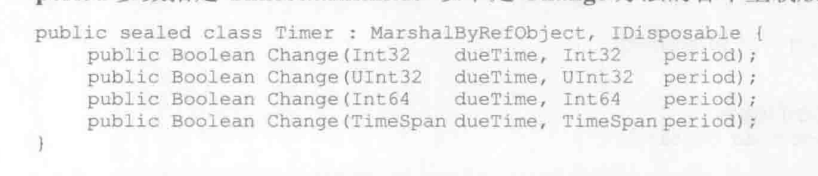 public sealed class Timer : MarshalByRefObject, IDisposable {
    public Boolean Change(Int32    dueTime, Int32    period);
    public Boolean Change(UInt32   dueTime, UInt32   period);
    public Boolean Change(Int64    dueTime, Int64    period);
    public Boolean Change(TimeSpan dueTime, TimeSpan period);
}